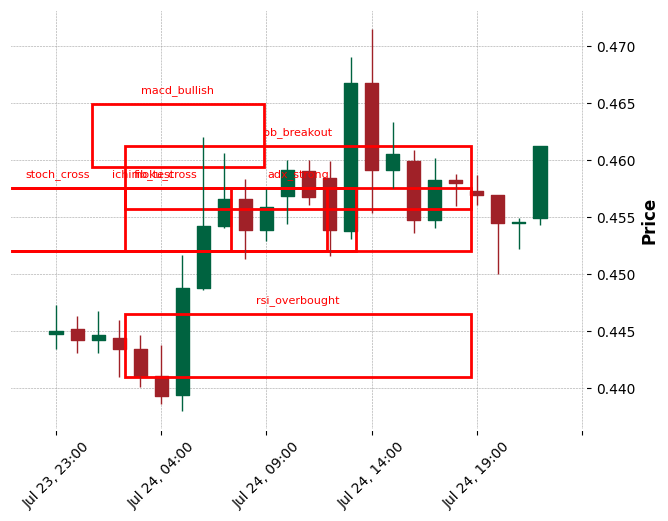 0.470
macd_bullish
0.465
bb_breakout
0.460
stoch_cross
adx_strong
0.455
0.450
rsi_overbought
0.445
0.440
Price
Jul 23, 23:00
Jul 24, 04:00
Jul 24, 09:00
Jul 24, 14:00
Jul 24, 19:00